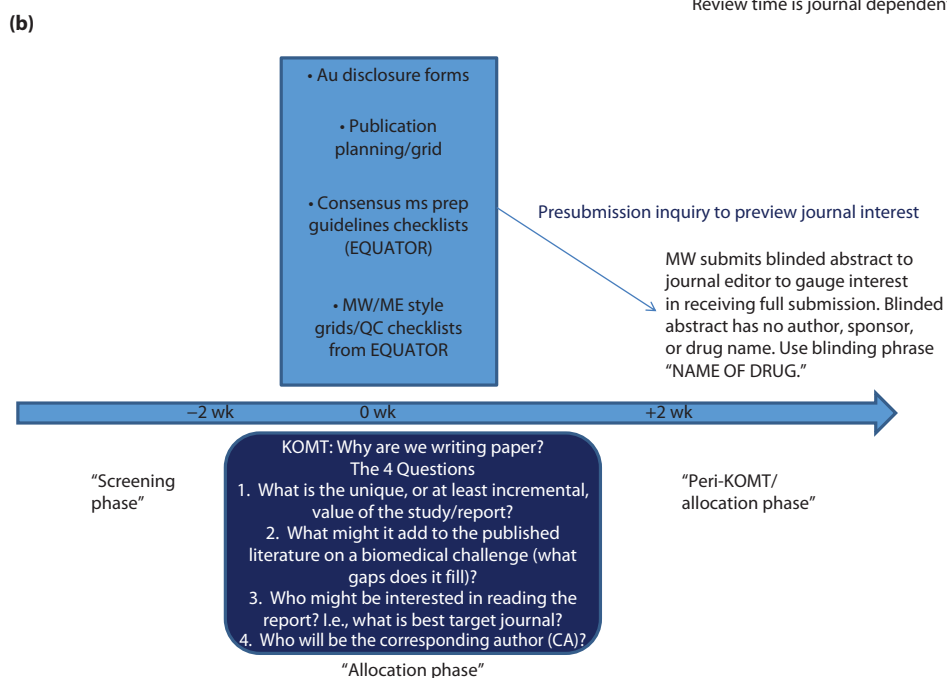 Review time is journal dependent
(b)
• Au disclosure forms
• Publication
planning/grid
• Consensus ms prep
guidelines checklists
(EQUATOR)
• MW/ME style
grids/QC checklists
from EQUATOR
Presubmission inquiry to preview journal interest
MW submits blinded abstract to
journal editor to gauge interest
in receiving full submission. Blinded
abstract has no author, sponsor,
or drug name. Use blinding phrase
“NAME OF DRUG.”
−2 wk
0 wk
+2 wk
“Screening
phase”
KOMT: Why are we writing paper?
The 4 Questions
1. What is the unique, or at least incremental,
value of the study/report?
2. What might it add to the published
literature on a biomedical challenge (what
gaps does it fill)?
3. Who might be interested in reading the
report? I.e., what is best target journal?
4. Who will be the corresponding author (CA)?
“Peri-KOMT/
allocation phase”
“Allocation phase”